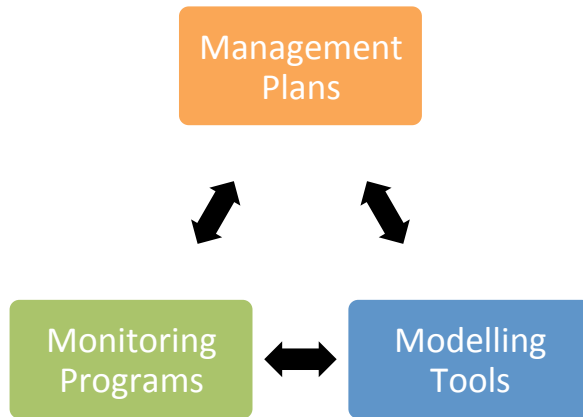 Management
Plans
Monitoring
Programs
Modelling
Tools